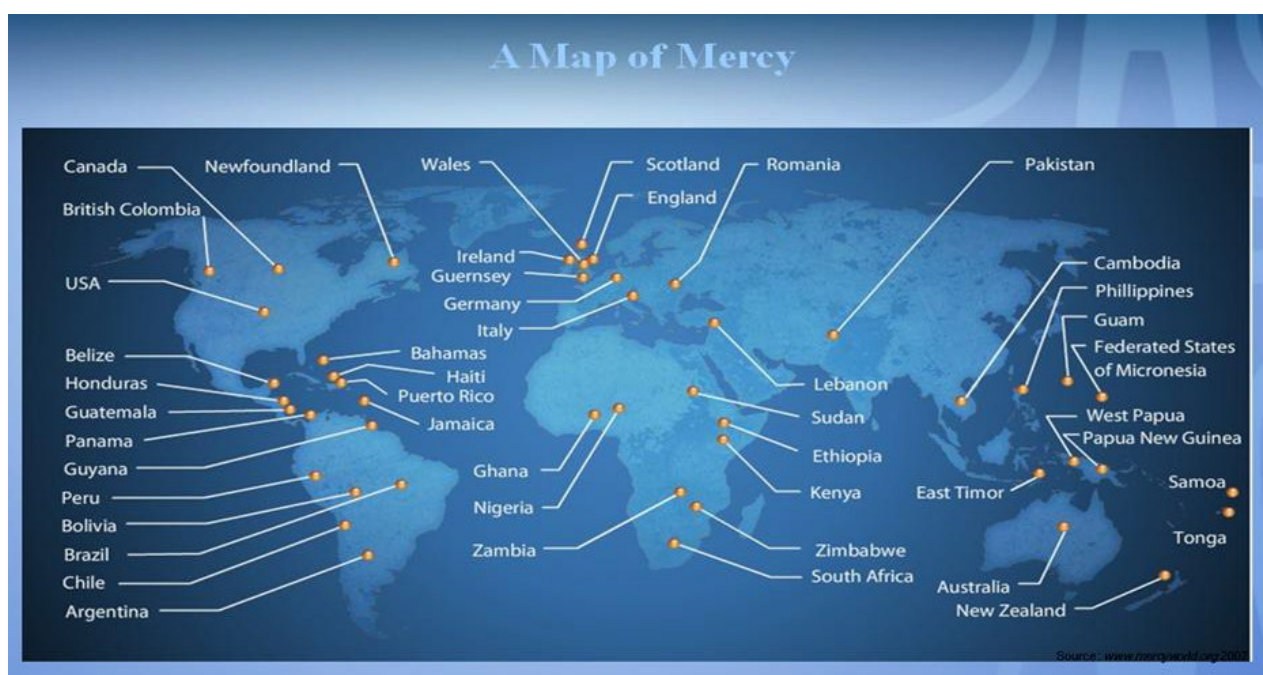 A Map of Mercy
Canada
Newfoundland
Wales
Scotland
Romania
Pakistan
British Colombia
England
Ireland
Guernsey
USA
Germany
Italy
Cambodia
Phillippines
Guam
Federated States
of Micronesia
Belize
Bahamas
Honduras
Haiti
Puerto Rico
Guatemala
Jamaica
Lebanon
Sudan
West Papua
Papua New Guinea
Panama
Guyana
Ghana
Ethiopia
Peru
Nigeria
Kenya
East Timor
Samoa
Bolivia
Brazil
Zambia
Zimbabwe
Tonga
Chile
South Africa
Australia
Argentina
New Zealand
Source: www.mercyworld.org 2007